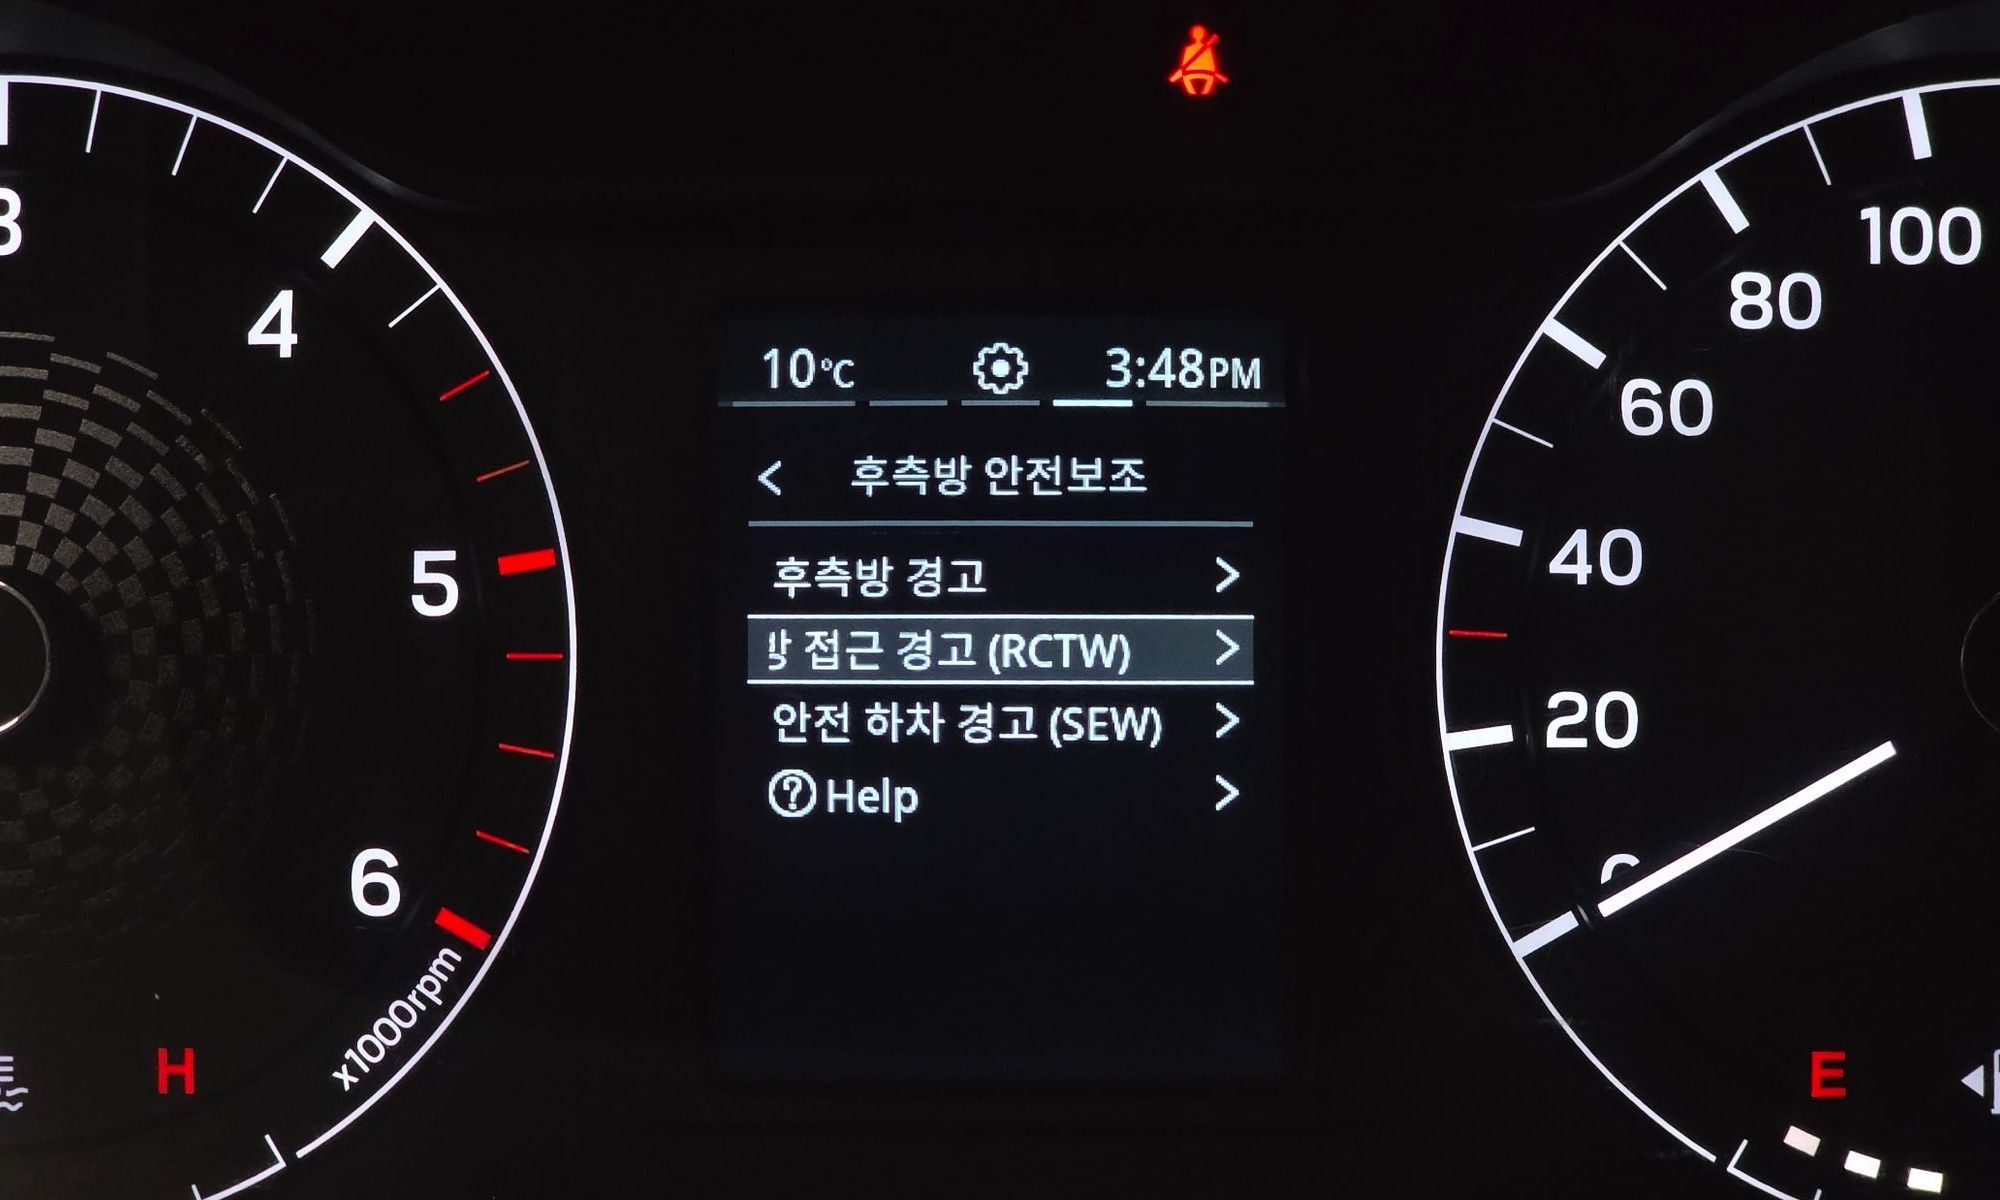 10℃ 3:48PM
< 후측방 안전보조
후측방 경고 >
접근 경고 (RCTW) >
안전 하차 경고 (SEW) >
? Help >
3
4
5
6
x1000rpm
H
100
80
60
40
20
0
E